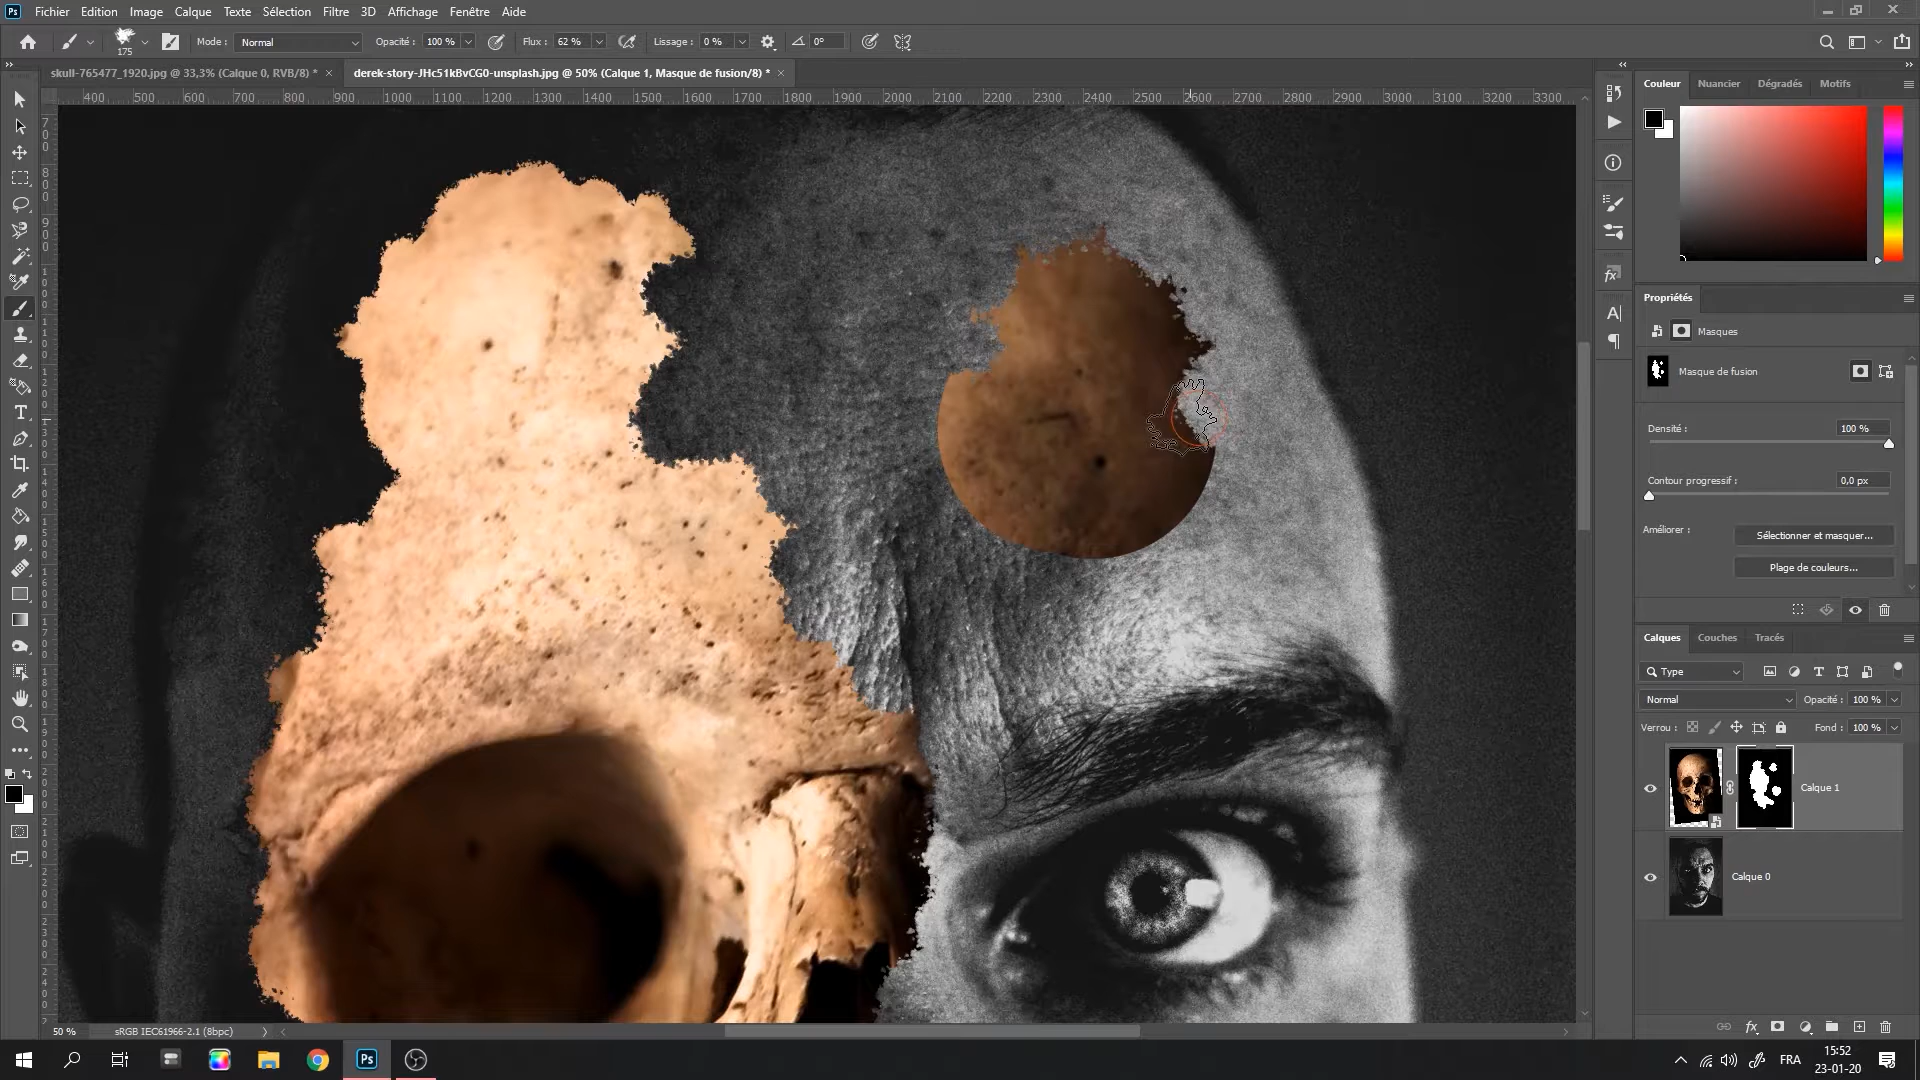 Ps Fichier Edition Image Calque Texte Sélection Filtre 3D Affichage Fenêtre Aide
175 Mode : Normal Opacité : 100 % Flux : 62 % Lissage : 0 % 0°
skull-765477_1920.jpg @ 33,3% (Calque 0, RVB/8) * × derek-story-JHc51kBvCG0-unsplash.jpg @ 50% (Calque 1, Masque de fusion/8) * ×
400 500 600 700 800 900 1000 1100 1200 1300 1400 1500 1600 1700 1800 1900 2000 2100 2200 2300 2400 2500 2600 2700 2800 2900 3000 3100 3200 3300
Couleur Nuancier Dégradés Motifs
Propriétés
Masques
Masque de fusion
Densité : 100 %
Contour progressif : 0,0 px
Améliorer : Sélectionner et masquer...
Plage de couleurs...
Calques Couches Tracés
Type
Normal Opacité : 100 %
Verrou : Fond : 100 %
Calque 1
Calque 0
50 % sRGB IEC61966-2.1 (8bpc)
Ps FRA 15:52
23-01-20